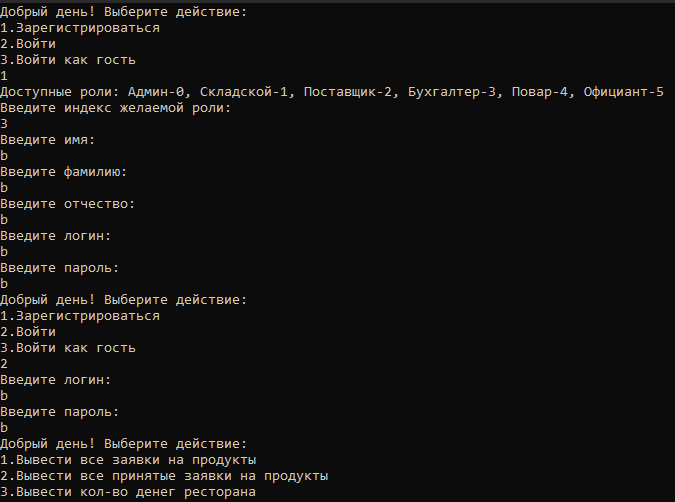 Добрый день! Выберите действие:
1.Зарегистрироваться
2.Войти
3.Войти как гость
1
Доступные роли: Админ-0, Складской-1, Поставщик-2, Бухгалтер-3, Повар-4, Официант-5
Введите индекс желаемой роли:
3
Введите имя:
b
Введите фамилию:
b
Введите отчество:
b
Введите логин:
b
Введите пароль:
b
Добрый день! Выберите действие:
1.Зарегистрироваться
2.Войти
3.Войти как гость
2
Введите логин:
b
Введите пароль:
b
Добрый день! Выберите действие:
1.Вывести все заявки на продукты
2.Вывести все принятые заявки на продукты
3.Вывести кол-во денег ресторана